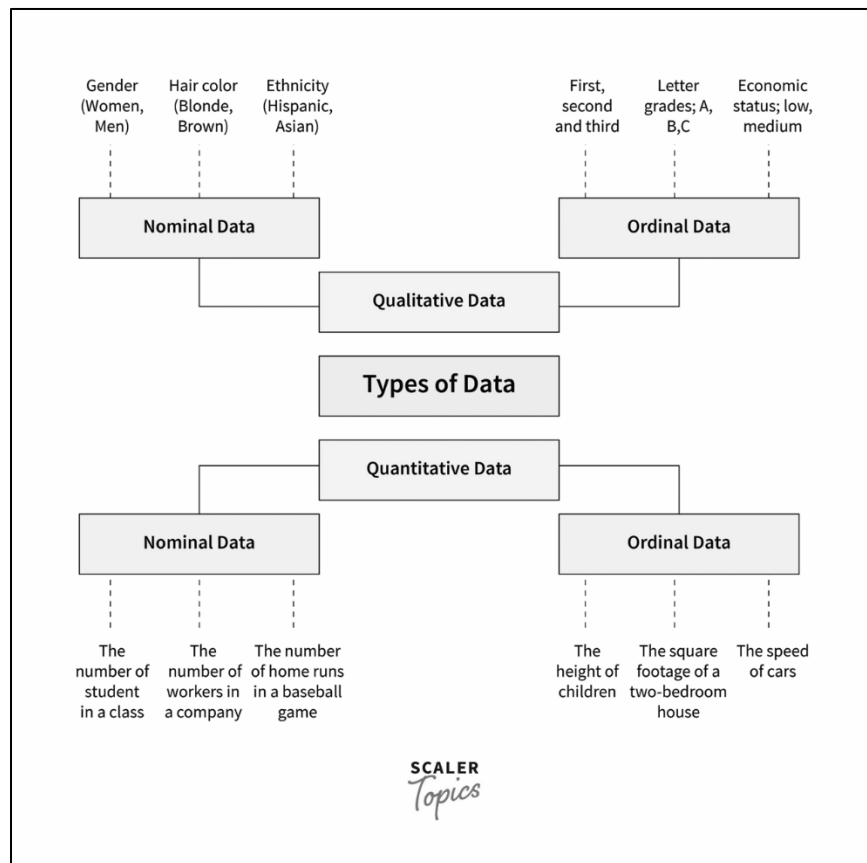 Gender
(Women,
Men)
Hair color
(Blonde,
Brown)
Ethnicity
(Hispanic,
Asian)
First,
second
and third
Letter
grades; A,
B,C
Economic
status; low,
medium
Nominal Data
Ordinal Data
Qualitative Data
Types of Data
Quantitative Data
Nominal Data
Ordinal Data
The
number of
student
in a class
The
number of
workers in
a company
The number
of home runs
in a baseball
game
The
height of
children
The square
footage of a
two-bedroom
house
The speed
of cars
SCALER
Topics